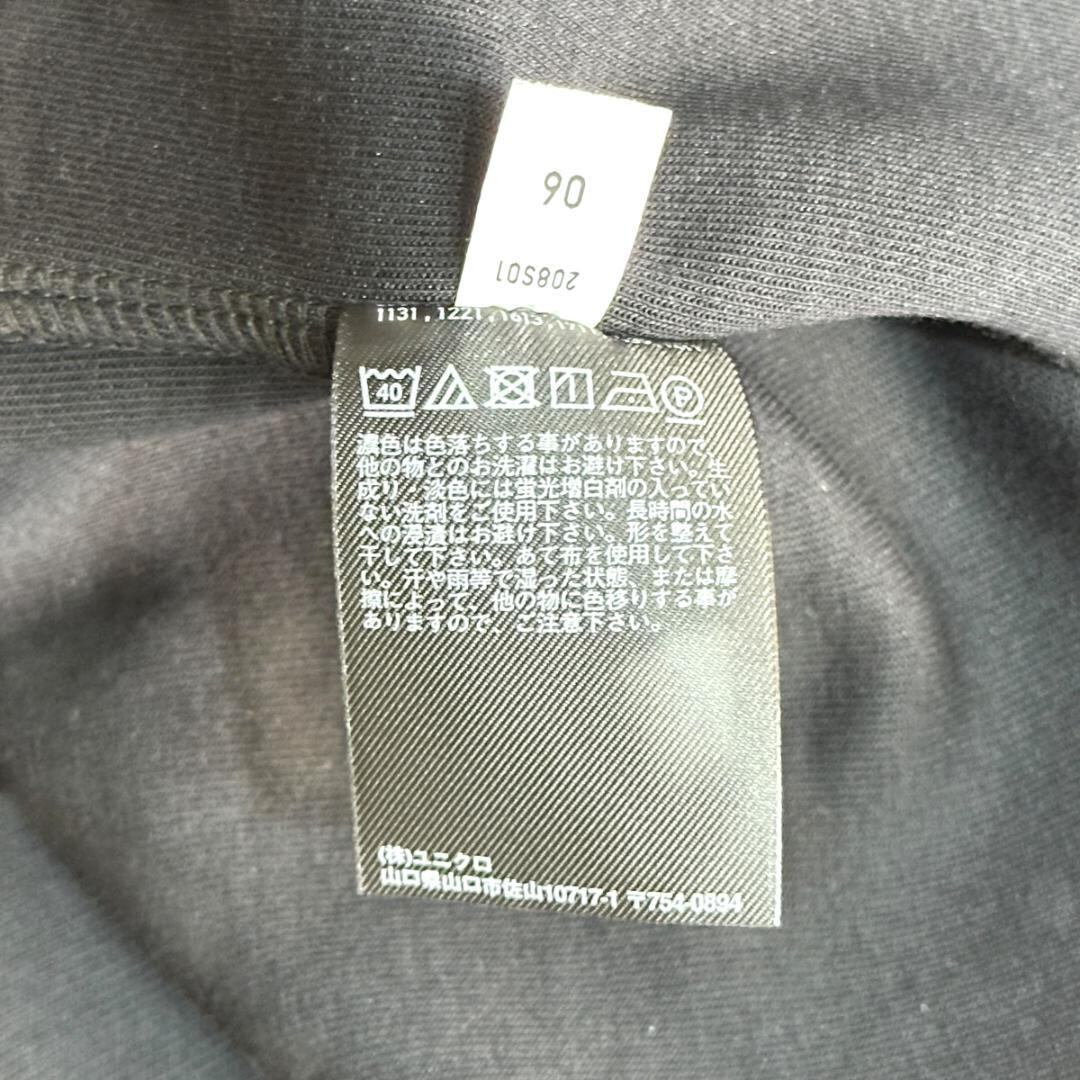 208S01
06
1131,1221,
40
P
濃色は色落ちする事がありますので、
他の物とのお洗濯はお避け下さい。生
成り／淡色には蛍光増白剤の入ってい
ない洗剤をご使用下さい。長時間の水
への浸漬はお避け下さい。形を整えて
干して下さい。あて布を使用して下さ
い。汗や雨等で湿った状態、または摩
擦によって、他の物に色移りする事が
ありますので、ご注意下さい。
(株)ユニクロ
山口県山口市佐山10717-1 〒754-0894